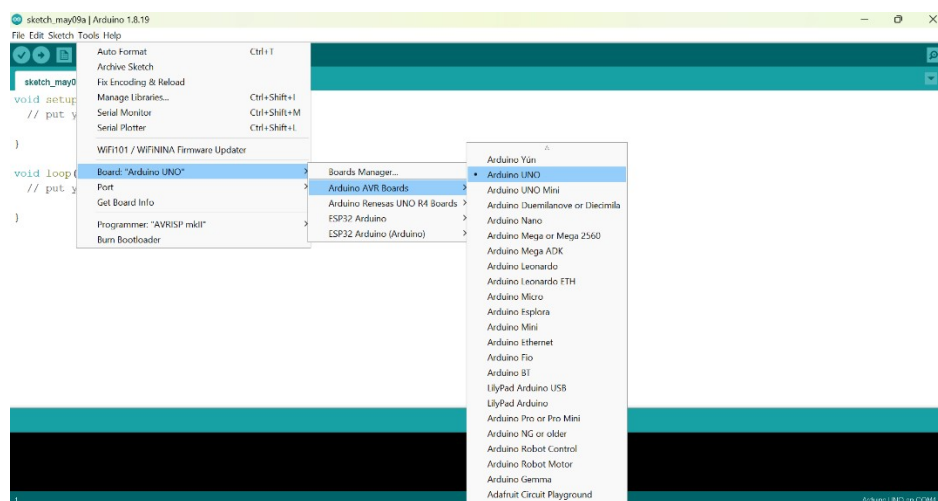 sketch_may09a | Arduino 1.8.19
File Edit Sketch Tools Help
sketch_may0
void setup
// put y
}
void loop(
// put y
}
Auto Format Ctrl+T
Archive Sketch
Fix Encoding & Reload
Manage Libraries... Ctrl+Shift+I
Serial Monitor Ctrl+Shift+M
Serial Plotter Ctrl+Shift+L
WiFi101 / WiFiNINA Firmware Updater
Board: "Arduino UNO"
Port
Get Board Info
Programmer: "AVRISP mkII"
Burn Bootloader
Boards Manager...
Arduino AVR Boards
Arduino Renesas UNO R4 Boards
ESP32 Arduino
ESP32 Arduino (Arduino)
Arduino Yún
Arduino UNO
Arduino UNO Mini
Arduino Duemilanove or Diecimila
Arduino Nano
Arduino Mega or Mega 2560
Arduino Mega ADK
Arduino Leonardo
Arduino Leonardo ETH
Arduino Micro
Arduino Esplora
Arduino Mini
Arduino Ethernet
Arduino Fio
Arduino BT
LilyPad Arduino USB
LilyPad Arduino
Arduino Pro or Pro Mini
Arduino NG or older
Arduino Robot Control
Arduino Robot Motor
Arduino Gemma
Adafruit Circuit Playground
1